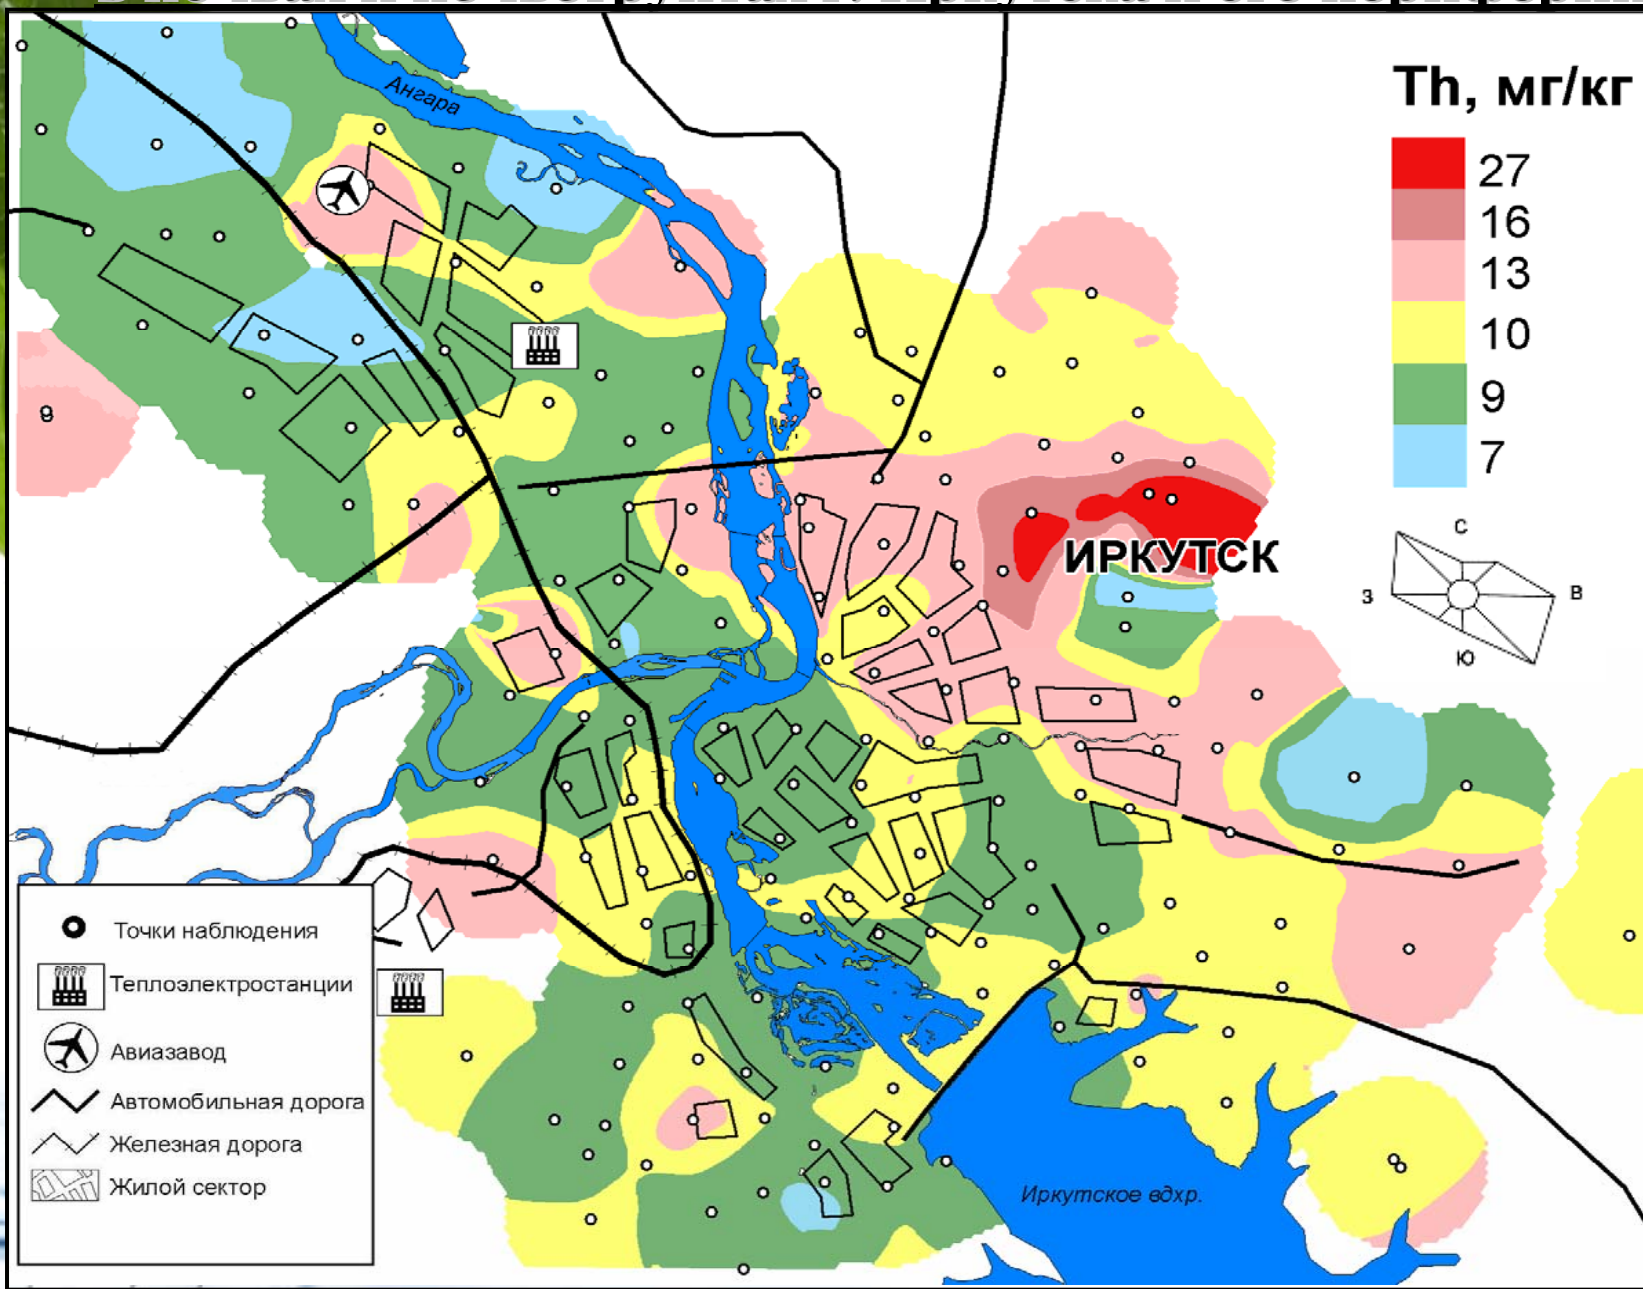 Ангара
Th, мг/кг
27
16
13
10
9
7
С
З
В
Ю
ИРКУТСК
Точки наблюдения
Теплоэлектростанции
Авиазавод
Автомобильная дорога
Железная дорога
Жилой сектор
Иркутское вдхр.